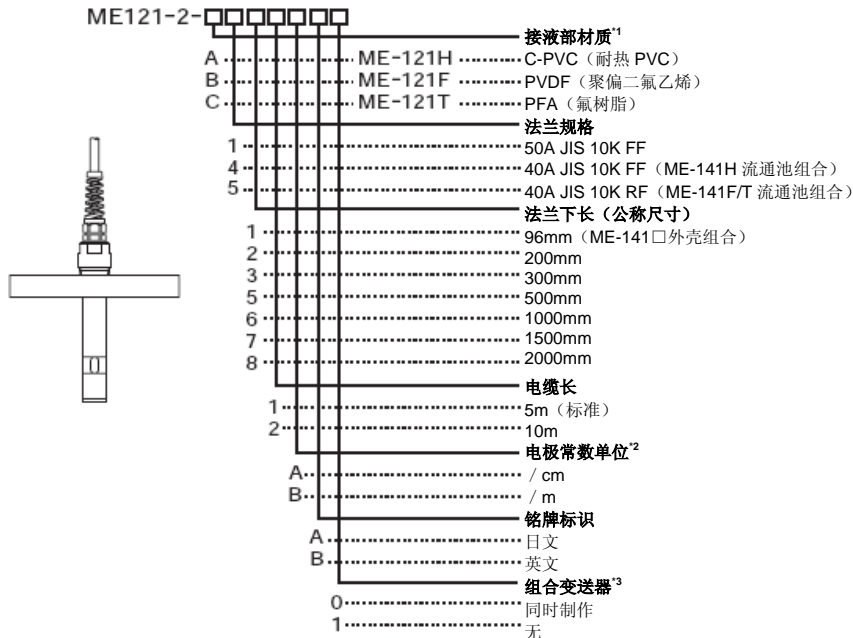 ME121-2-□□□□□□□
接液部材质*1
A ME-121H C-PVC（耐热 PVC）
B ME-121F PVDF（聚偏二氟乙烯）
C ME-121T PFA（氟树脂）
法兰规格
1 50A JIS 10K FF
4 40A JIS 10K FF（ME-141H 流通池组合）
5 40A JIS 10K RF（ME-141F/T 流通池组合）
法兰下长（公称尺寸）
1 96mm（ME-141□外壳组合）
2 200mm
3 300mm
5 500mm
6 1000mm
7 1500mm
8 2000mm
电缆长
1 5m（标准）
2 10m
电极常数单位*2
A / cm
B / m
铭牌标识
A 日文
B 英文
组合变送器*3
0 同时制作
1 无